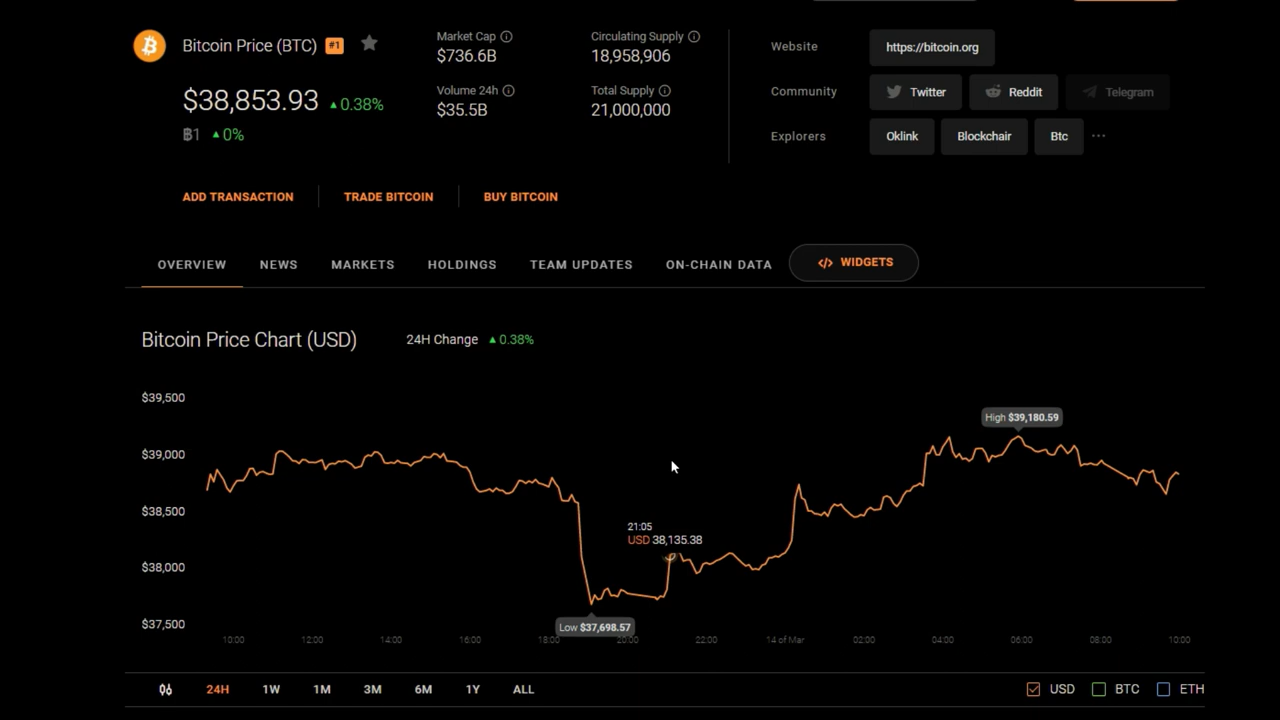 Bitcoin Price (BTC) #1
$38,853.93 ▲0.38%
฿1 ▲0%
Market Cap
$736.6B
Circulating Supply
18,958,906
Volume 24h
$35.5B
Total Supply
21,000,000
Website https://bitcoin.org
Community Twitter Reddit Telegram
Explorers Oklink Blockchair Btc ···
ADD TRANSACTION TRADE BITCOIN BUY BITCOIN
OVERVIEW NEWS MARKETS HOLDINGS TEAM UPDATES ON-CHAIN DATA </> WIDGETS
Bitcoin Price Chart (USD) 24H Change ▲0.38%
$39,500
High $39,180.59
$39,000
$38,500
21:05
USD 38,135.38
$38,000
$37,500
Low $37,698.57
10:00 12:00 14:00 16:00 18:00 20:00 22:00 14 of Mar 02:00 04:00 06:00 08:00 10:00
24H 1W 1M 3M 6M 1Y ALL USD BTC ETH